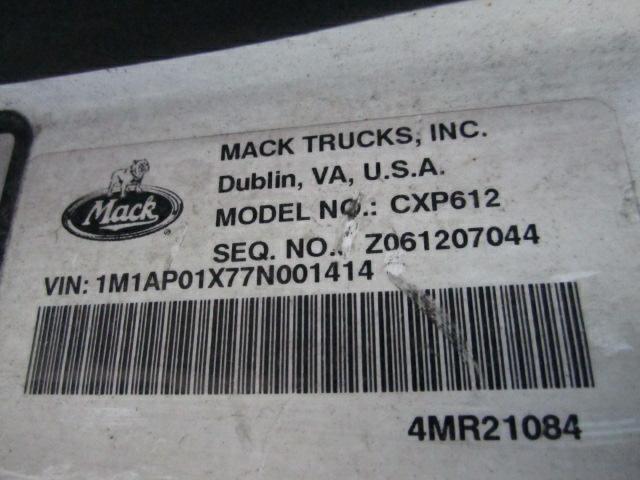 MACK TRUCKS, INC.
Dublin, VA, U.S.A.
Mack
MODEL NO.: CXP612
SEQ. NO.: Z061207044
VIN: 1M1AP01X77N001414
4MR21084